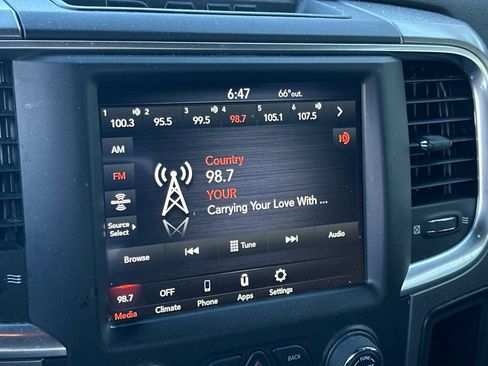 6:47 66°out.
1 2 3 4 5 6
100.3 95.5 99.5 98.7 105.1 107.5
AM
FM
Source
Select
Country
98.7
YOUR
Carrying Your Love With ...
Browse Tune Audio
98.7 OFF
Media Climate Phone Apps Settings
BACK